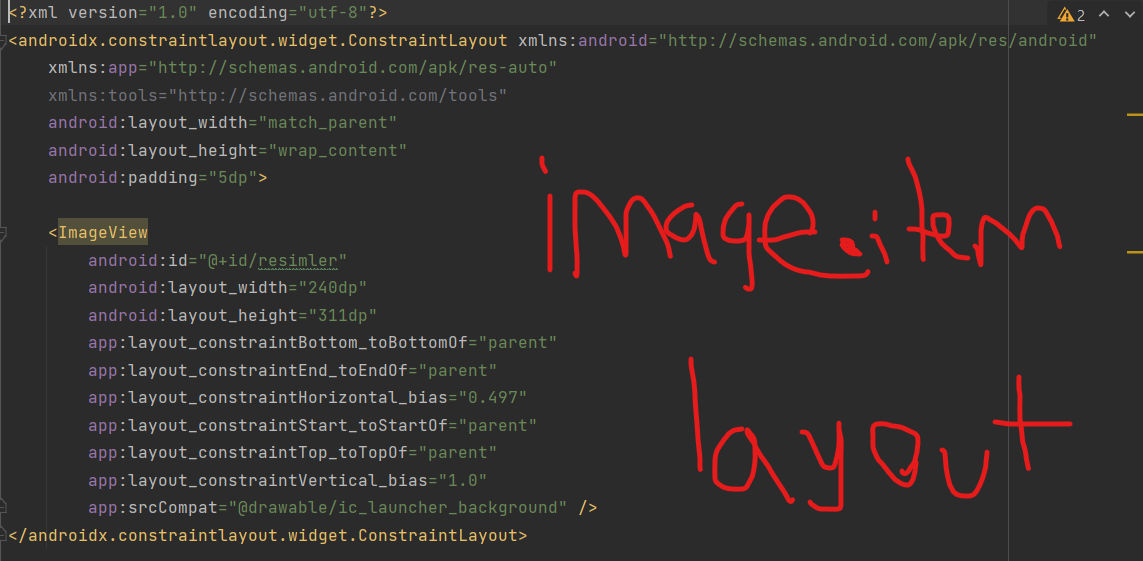 <?xml version="1.0" encoding="utf-8"?>
2
<androidx.constraintlayout.widget.ConstraintLayout xmlns:android="http://schemas.android.com/apk/res/android"
xmlns:app="http://schemas.android.com/apk/res-auto"
xmlns:tools="http://schemas.android.com/tools"
android:layout_width="match_parent"
android:layout_height="wrap_content"
android:padding="5dp">
<ImageView
android:id="@+id/resimler"
android:layout_width="240dp"
android:layout_height="311dp"
app:layout_constraintBottom_toBottomOf="parent"
app:layout_constraintEnd_toEndOf="parent"
app:layout_constraintHorizontal_bias="0.497"
app:layout_constraintStart_toStartOf="parent"
app:layout_constraintTop_toTopOf="parent"
app:layout_constraintVertical_bias="1.0"
app:srcCompat="@drawable/ic_launcher_background" />
</androidx.constraintlayout.widget.ConstraintLayout>
image.item
layout